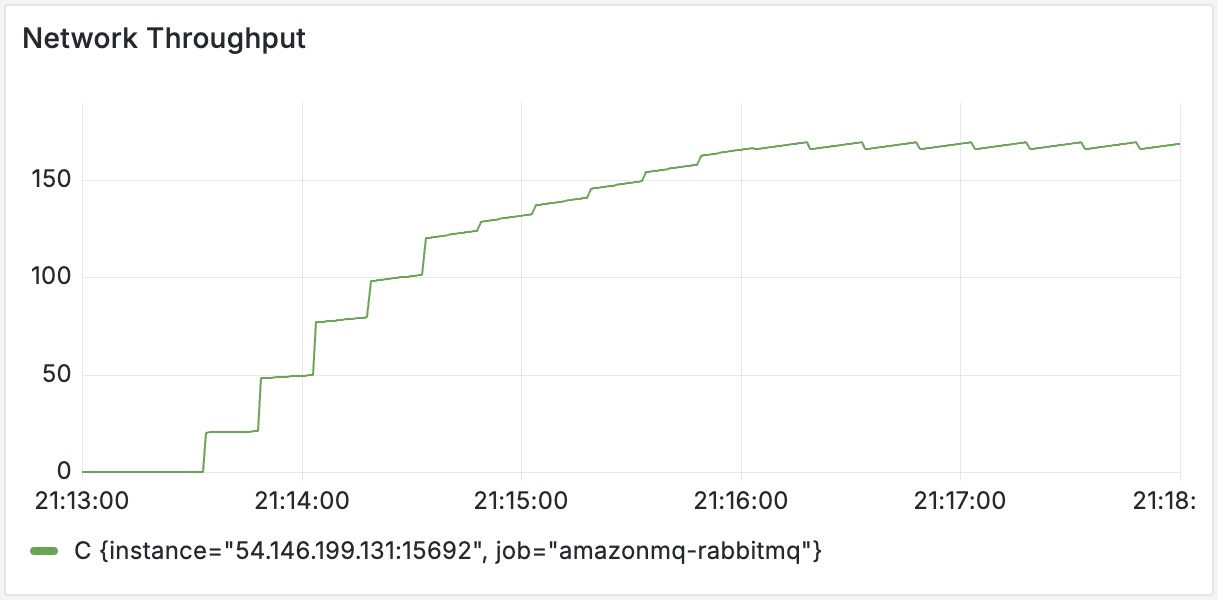 Network Throughput
150
100
50
0
21:13:00 21:14:00 21:15:00 21:16:00 21:17:00 21:18:
C {instance="54.146.199.131:15692", job="amazonmq-rabbitmq"}